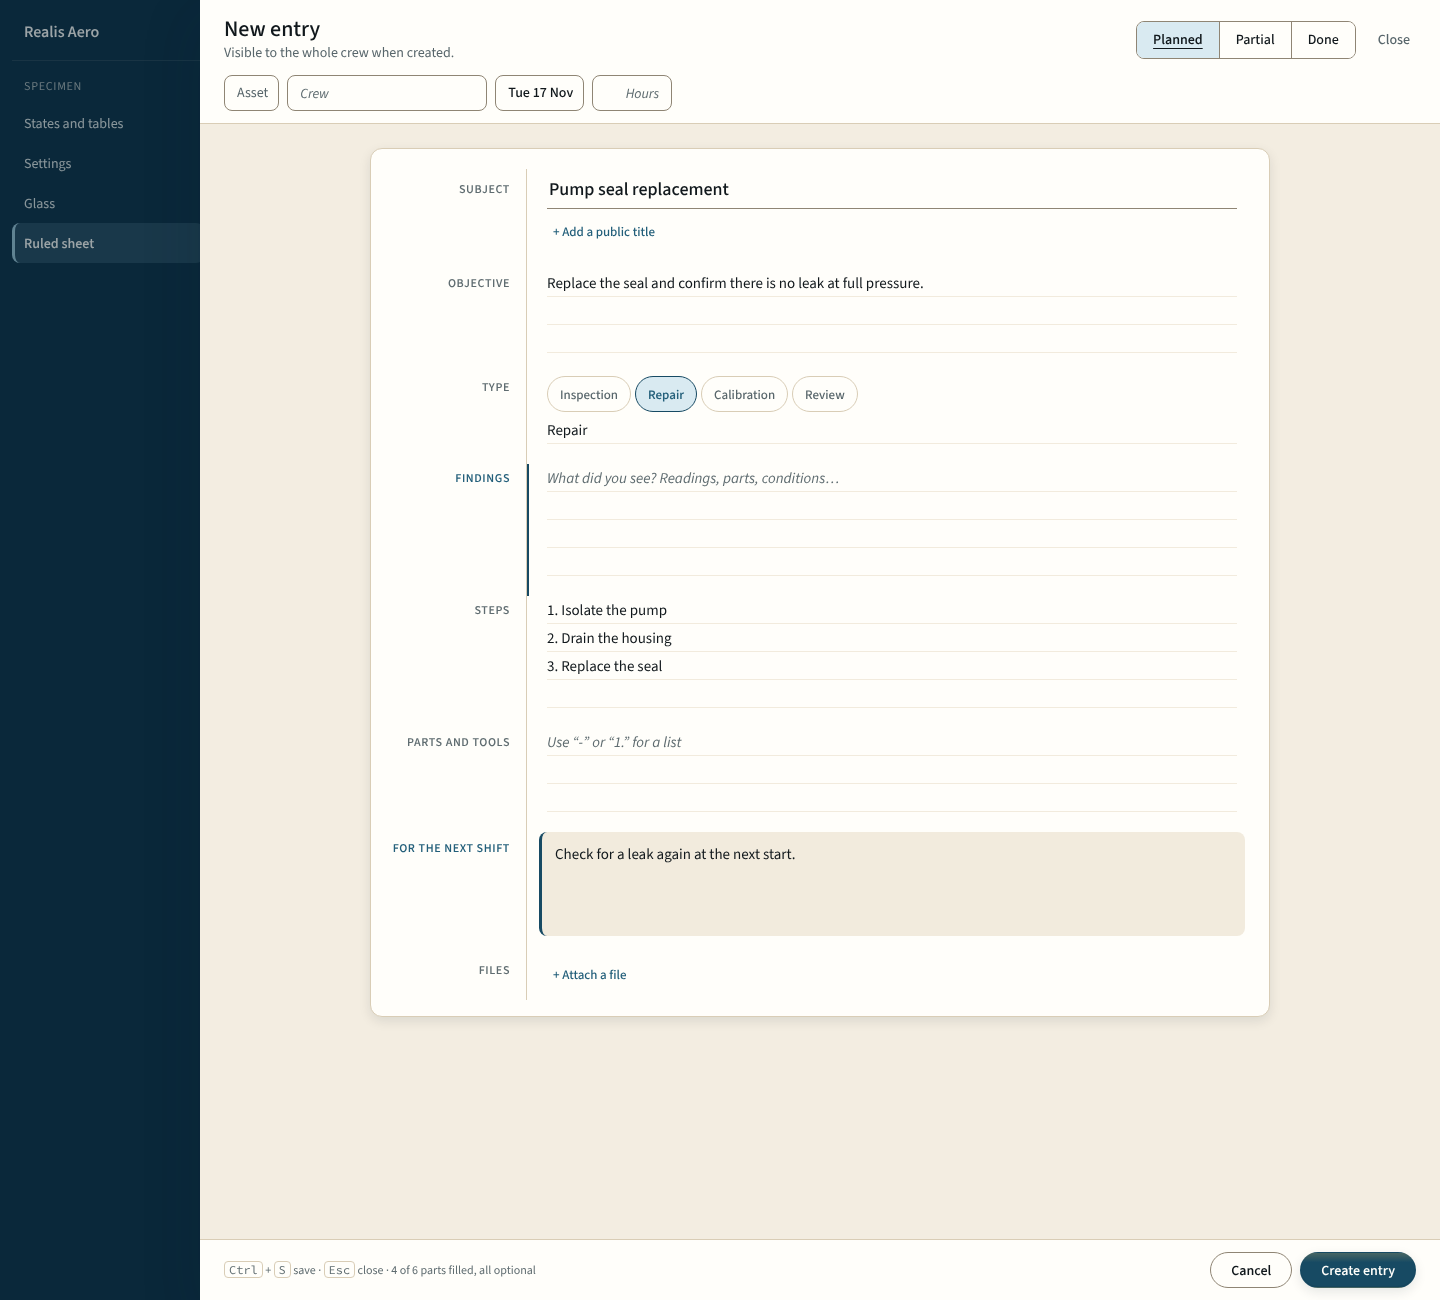 Realis Aero
SPECIMEN
States and tables
Settings
Glass
Ruled sheet
New entry
Visible to the whole crew when created.
Planned
Partial
Done
Close
Asset
Crew
Tue 17 Nov
Hours
SUBJECT
Pump seal replacement
+ Add a public title
OBJECTIVE
Replace the seal and confirm there is no leak at full pressure.
TYPE
Inspection
Repair
Calibration
Review
Repair
FINDINGS
What did you see? Readings, parts, conditions…
STEPS
1. Isolate the pump
2. Drain the housing
3. Replace the seal
PARTS AND TOOLS
Use “-” or “1.” for a list
FOR THE NEXT SHIFT
Check for a leak again at the next start.
FILES
+ Attach a file
Ctrl + S save · Esc close · 4 of 6 parts filled, all optional
Cancel
Create entry